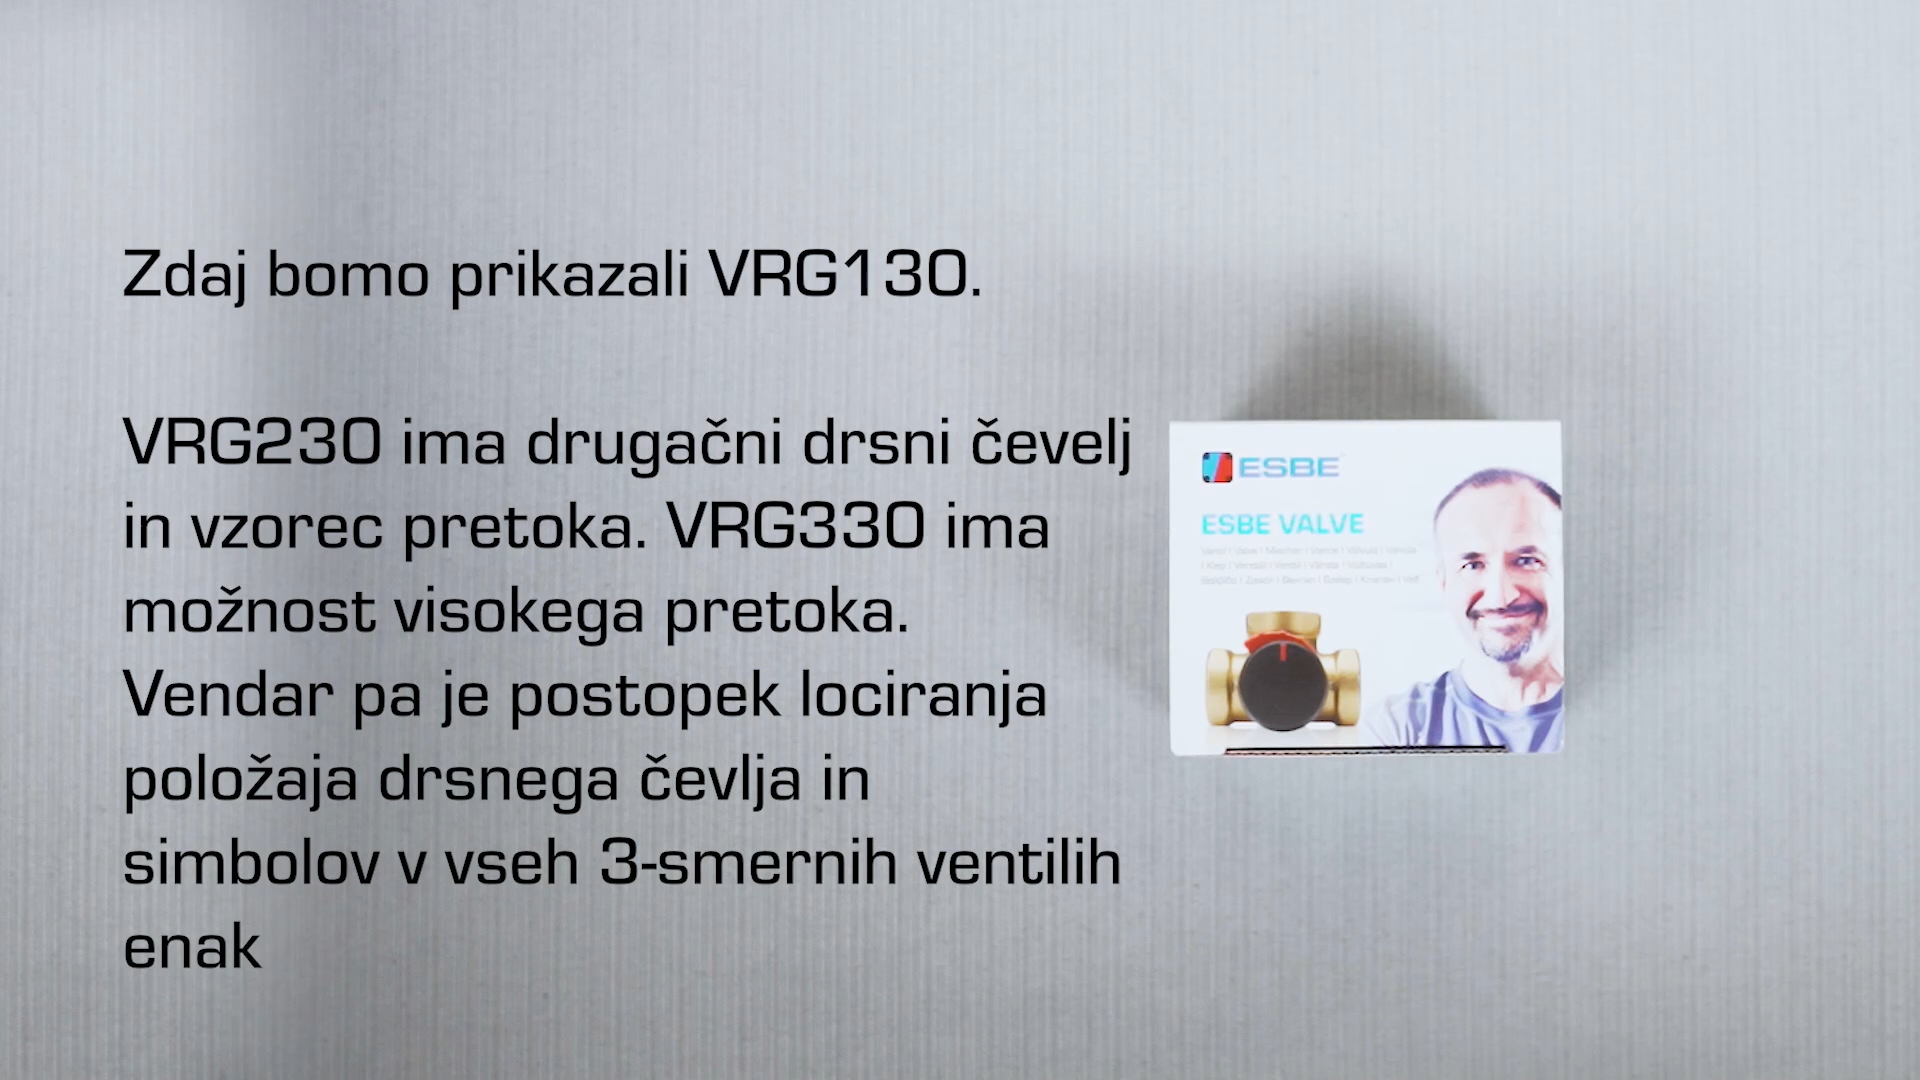 Zdaj bomo prikazali VRG130.
VRG230 ima drugačni drsni čevelj
in vzorec pretoka. VRG330 ima
možnost visokega pretoka.
Vendar pa je postopek lociranja
položaja drsnega čevlja in
simbolov v vseh 3-smernih ventilih
enak
ESBE
ESBE VALVE